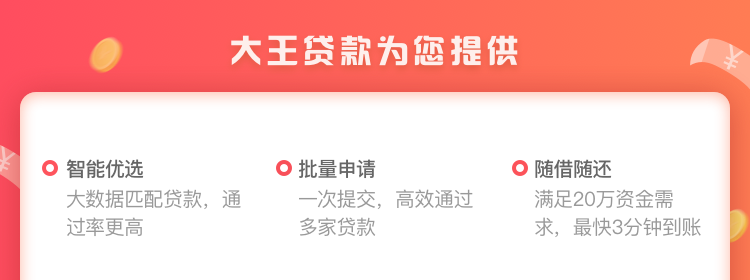 大王贷款为您提供
智能优选
大数据匹配贷款，通
过率更高
批量申请
一次提交，高效通过
多家贷款
随借随还
满足20万资金需
求，最快3分钟到账